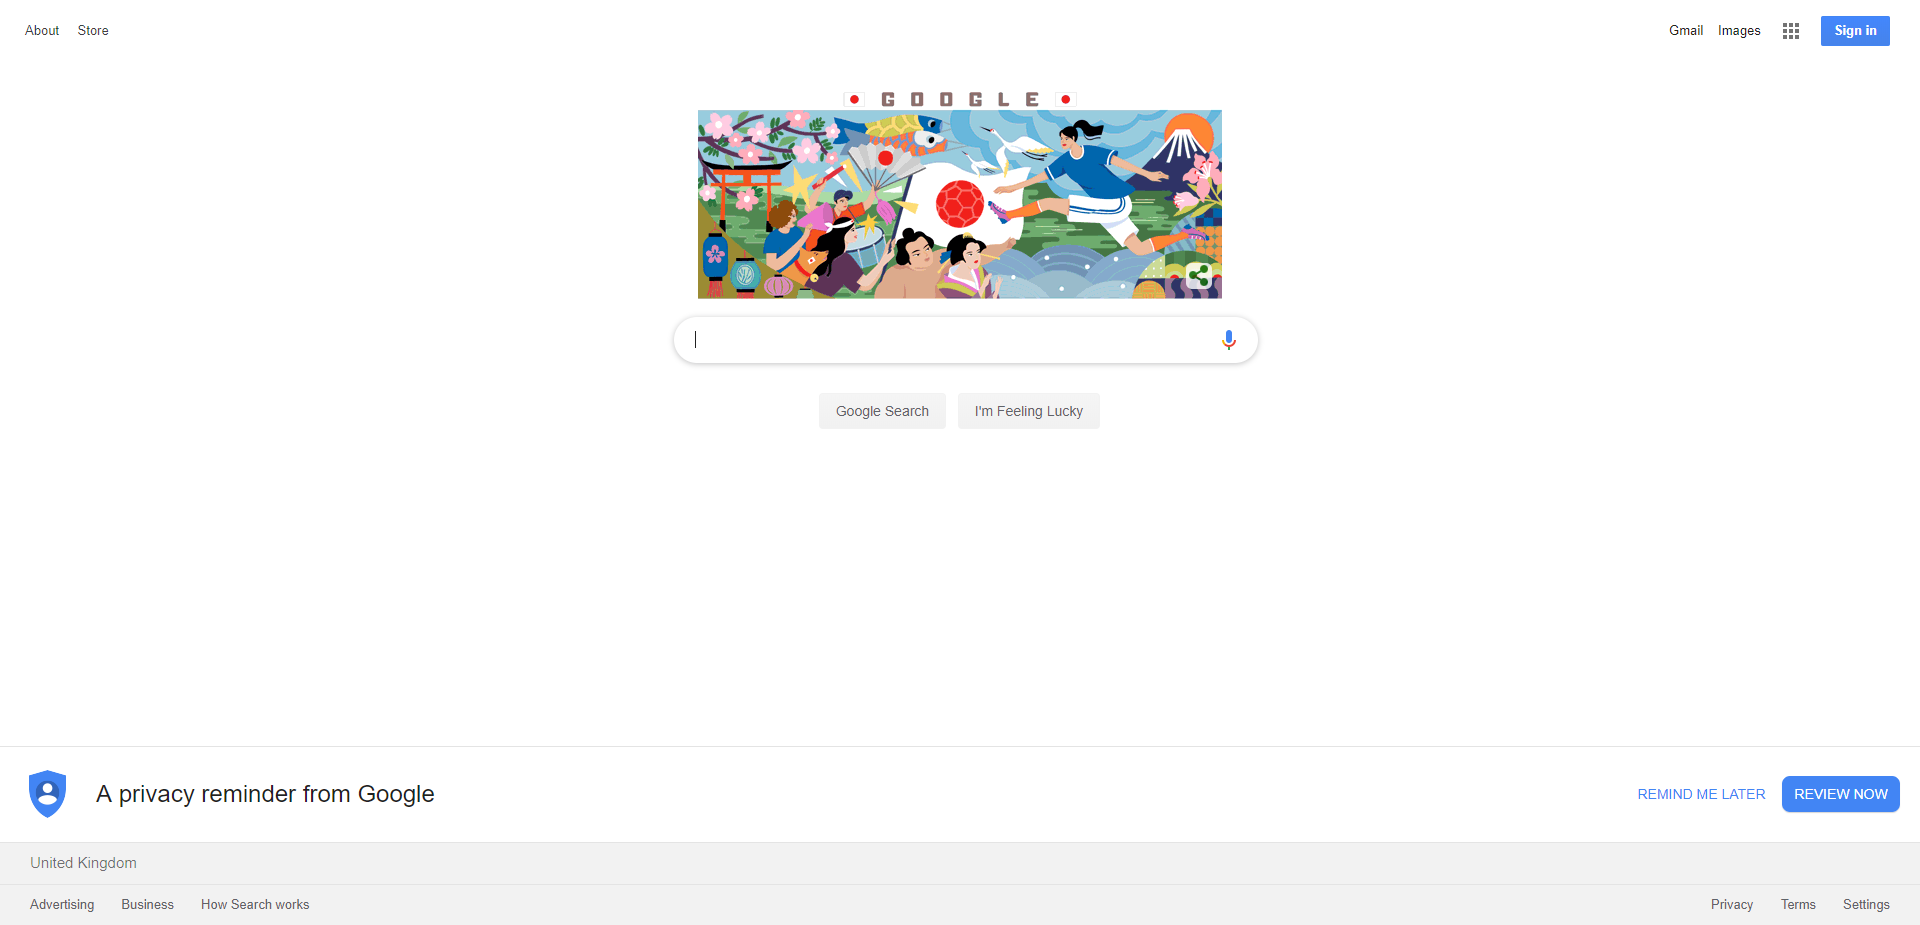 About Store
Gmail Images Sign in
GOOGLE
Google Search I'm Feeling Lucky
A privacy reminder from Google
REMIND ME LATER REVIEW NOW
United Kingdom
Advertising Business How Search works
Privacy Terms Settings